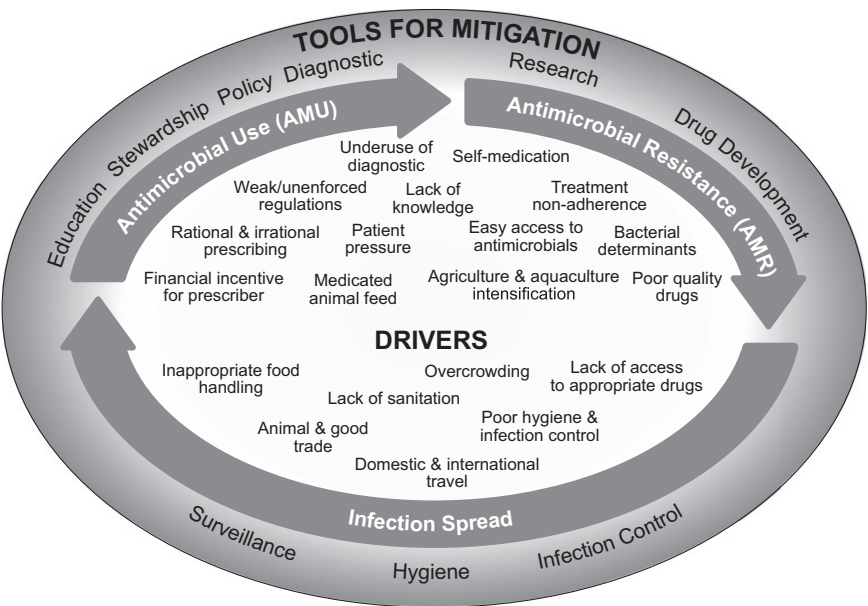 TOOLS FOR MITIGATION
Education Stewardship Policy Diagnostic
Research
Drug Development
Antimicrobial Use (AMU)
Antimicrobial Resistance (AMR)
Underuse of
diagnostic
Self-medication
Weak/unenforced
regulations
Lack of
knowledge
Treatment
non-adherence
Rational & irrational
prescribing
Patient
pressure
Easy access to
antimicrobials
Bacterial
determinants
Financial incentive
for prescriber
Medicated
animal feed
Agriculture & aquaculture
intensification
Poor quality
drugs
DRIVERS
Inappropriate food
handling
Overcrowding
Lack of access
to appropriate drugs
Lack of sanitation
Animal & good
trade
Poor hygiene &
infection control
Domestic & international
travel
Infection Spread
Surveillance
Hygiene
Infection Control